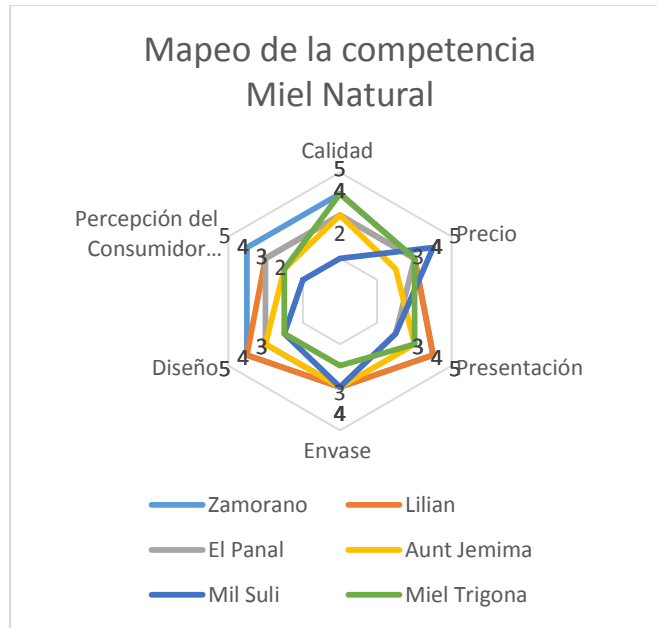 Mapeo de la competencia
Miel Natural
Calidad
5
4
2
Percepción del
Consumidor...
5
4
3
2
5
4
3
Precio
Diseño
5
4
3
3
4
5
Presentación
3
4
Envase
Zamorano
Lilian
El Panal
Aunt Jemima
Mil Suli
Miel Trigona